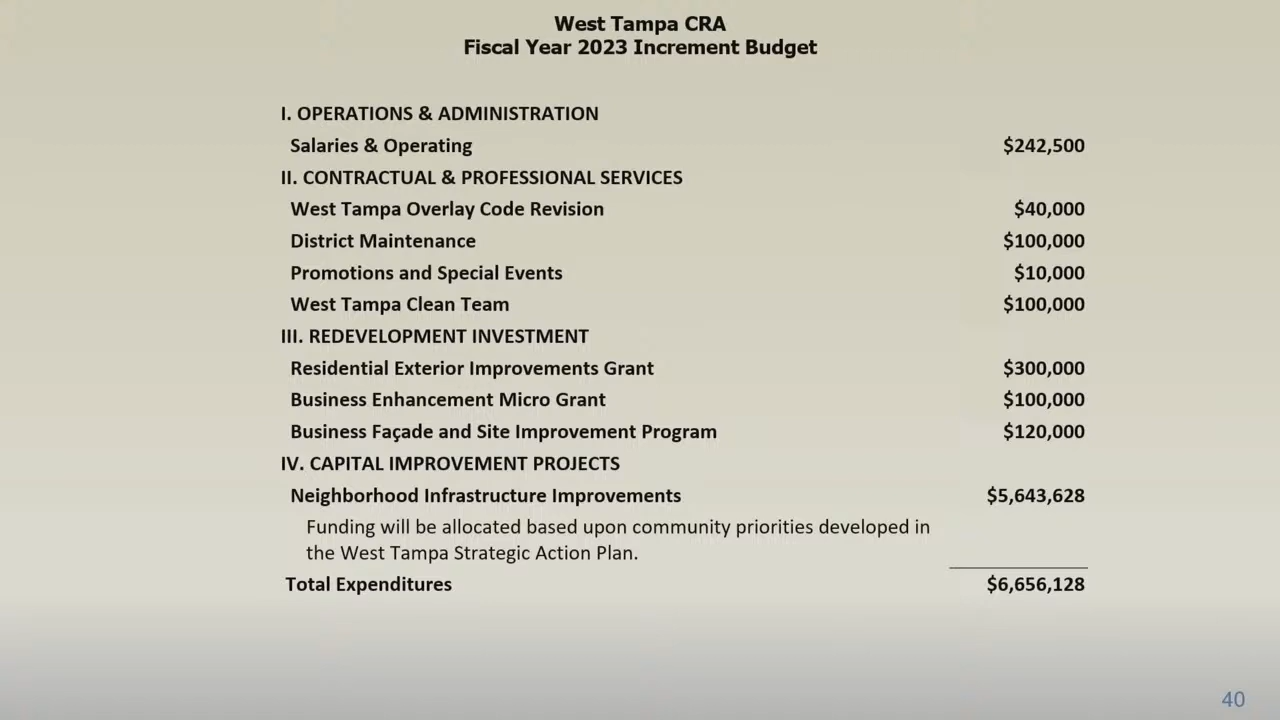 West Tampa CRA
Fiscal Year 2023 Increment Budget
I. OPERATIONS & ADMINISTRATION
Salaries & Operating $242,500
II. CONTRACTUAL & PROFESSIONAL SERVICES
West Tampa Overlay Code Revision $40,000
District Maintenance $100,000
Promotions and Special Events $10,000
West Tampa Clean Team $100,000
III. REDEVELOPMENT INVESTMENT
Residential Exterior Improvements Grant $300,000
Business Enhancement Micro Grant $100,000
Business Façade and Site Improvement Program $120,000
IV. CAPITAL IMPROVEMENT PROJECTS
Neighborhood Infrastructure Improvements $5,643,628
Funding will be allocated based upon community priorities developed in
the West Tampa Strategic Action Plan.
Total Expenditures $6,656,128
40